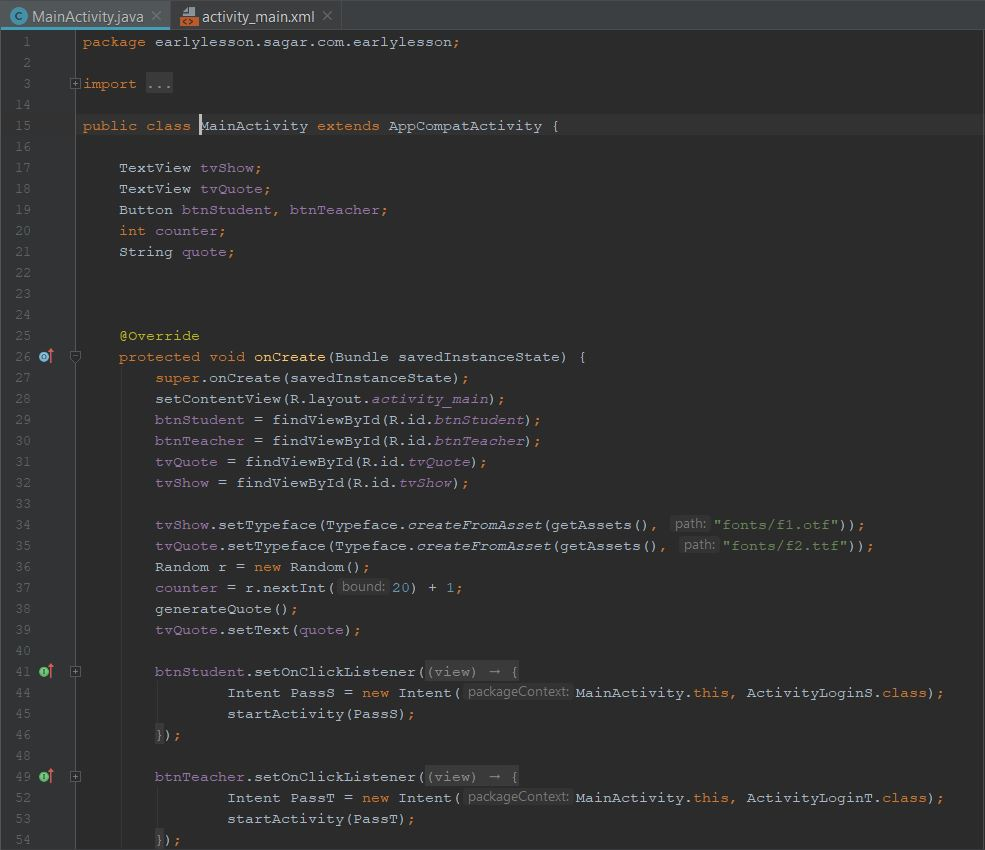 MainActivity.java activity_main.xml
1 package earlylesson.sagar.com.earlylesson;
2
3 import ...
14
15 public class MainActivity extends AppCompatActivity {
16
17 TextView tvShow;
18 TextView tvQuote;
19 Button btnStudent, btnTeacher;
20 int counter;
21 String quote;
22
23
24
25 @Override
26 protected void onCreate(Bundle savedInstanceState) {
27 super.onCreate(savedInstanceState);
28 setContentView(R.layout.activity_main);
29 btnStudent = findViewById(R.id.btnStudent);
30 btnTeacher = findViewById(R.id.btnTeacher);
31 tvQuote = findViewById(R.id.tvQuote);
32 tvShow = findViewById(R.id.tvShow);
33
34 tvShow.setTypeface(Typeface.createFromAsset(getAssets(), path: "fonts/f1.otf"));
35 tvQuote.setTypeface(Typeface.createFromAsset(getAssets(), path: "fonts/f2.ttf"));
36 Random r = new Random();
37 counter = r.nextInt( bound: 20) + 1;
38 generateQuote();
39 tvQuote.setText(quote);
40
41 btnStudent.setOnClickListener((view) → {
44 Intent PassS = new Intent( packageContext: MainActivity.this, ActivityLoginS.class);
45 startActivity(PassS);
46 });
48
49 btnTeacher.setOnClickListener((view) → {
52 Intent PassT = new Intent( packageContext: MainActivity.this, ActivityLoginT.class);
53 startActivity(PassT);
54 });